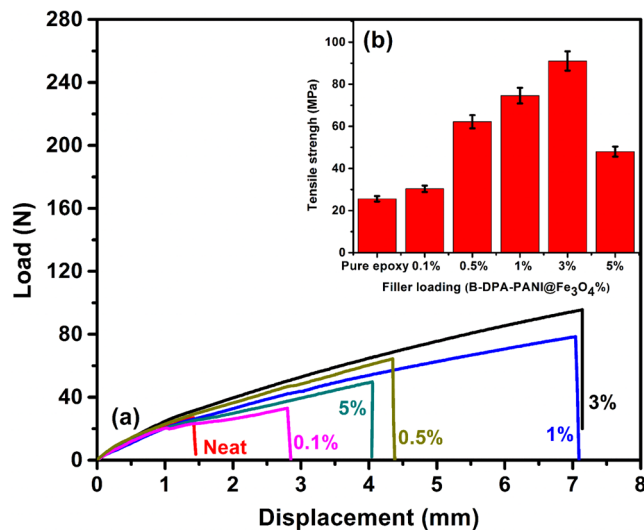 280
240
200
160
120
80
40
0
Load (N)
(a)
Neat
0.1%
5%
0.5%
1%
3%
0 1 2 3 4 5 6 7 8
Displacement (mm)
(b)
100
80
60
40
20
0
Tensile strengh (MPa)
Pure epoxy 0.1% 0.5% 1% 3% 5%
Filler loading (B-DPA-PANI@Fe₃O₄%)